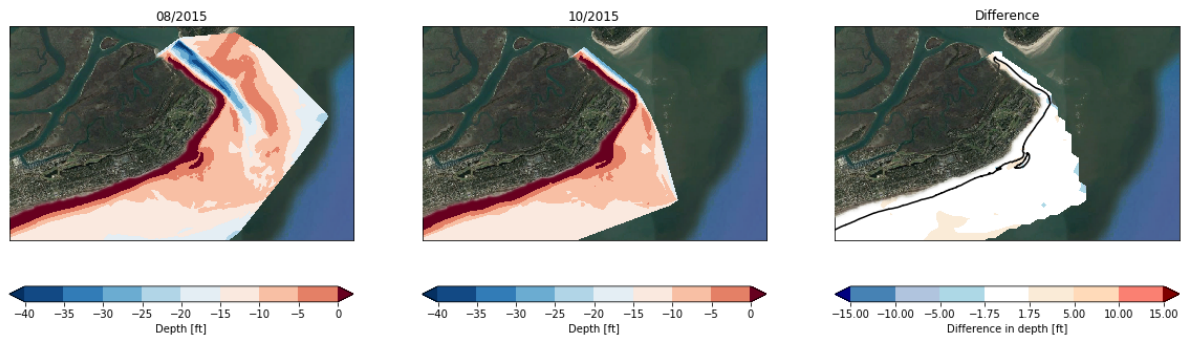 08/2015
10/2015
Difference
−40 −35 −30 −25 −20 −15 −10 −5 0
Depth [ft]
−40 −35 −30 −25 −20 −15 −10 −5 0
Depth [ft]
−15.00 −10.00 −5.00 −1.75 1.75 5.00 10.00 15.00
Difference in depth [ft]